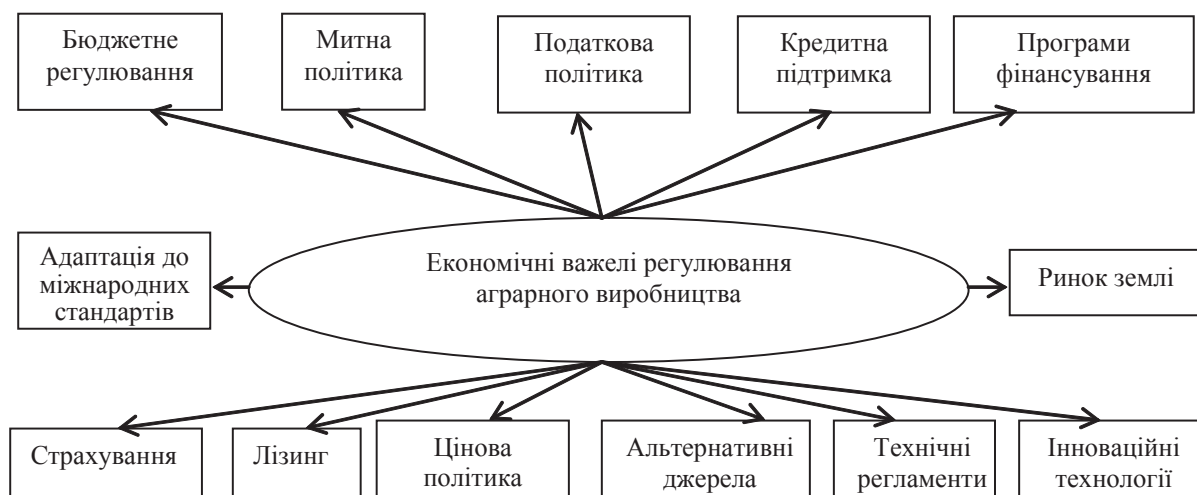 Бюджетне
регулювання
Митна
політика
Податкова
політика
Кредитна
підтримка
Програми
фінансування
Адаптація до
міжнародних
стандартів
Економічні важелі регулювання
аграрного виробництва
Ринок землі
Страхування
Лізинг
Цінова
політика
Альтернативні
джерела
Технічні
регламенти
Інноваційні
технології